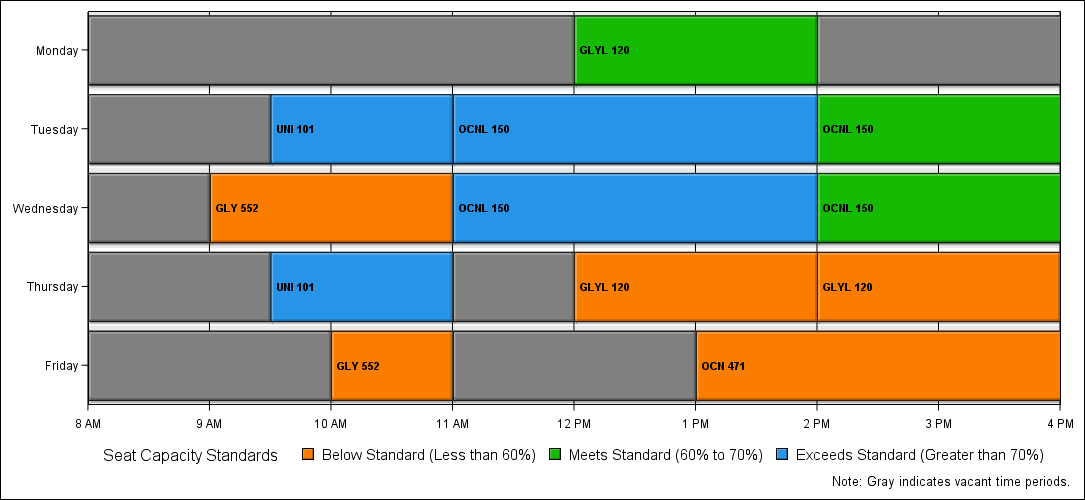 Monday
GLYL 120
Tuesday
UNI 101
OCNL 150
OCNL 150
Wednesday
GLY 552
OCNL 150
OCNL 150
Thursday
UNI 101
GLYL 120
GLYL 120
Friday
GLY 552
OCN 471
8 AM 9 AM 10 AM 11 AM 12 PM 1 PM 2 PM 3 PM 4 PM
Seat Capacity Standards Below Standard (Less than 60%) Meets Standard (60% to 70%) Exceeds Standard (Greater than 70%)
Note: Gray indicates vacant time periods.